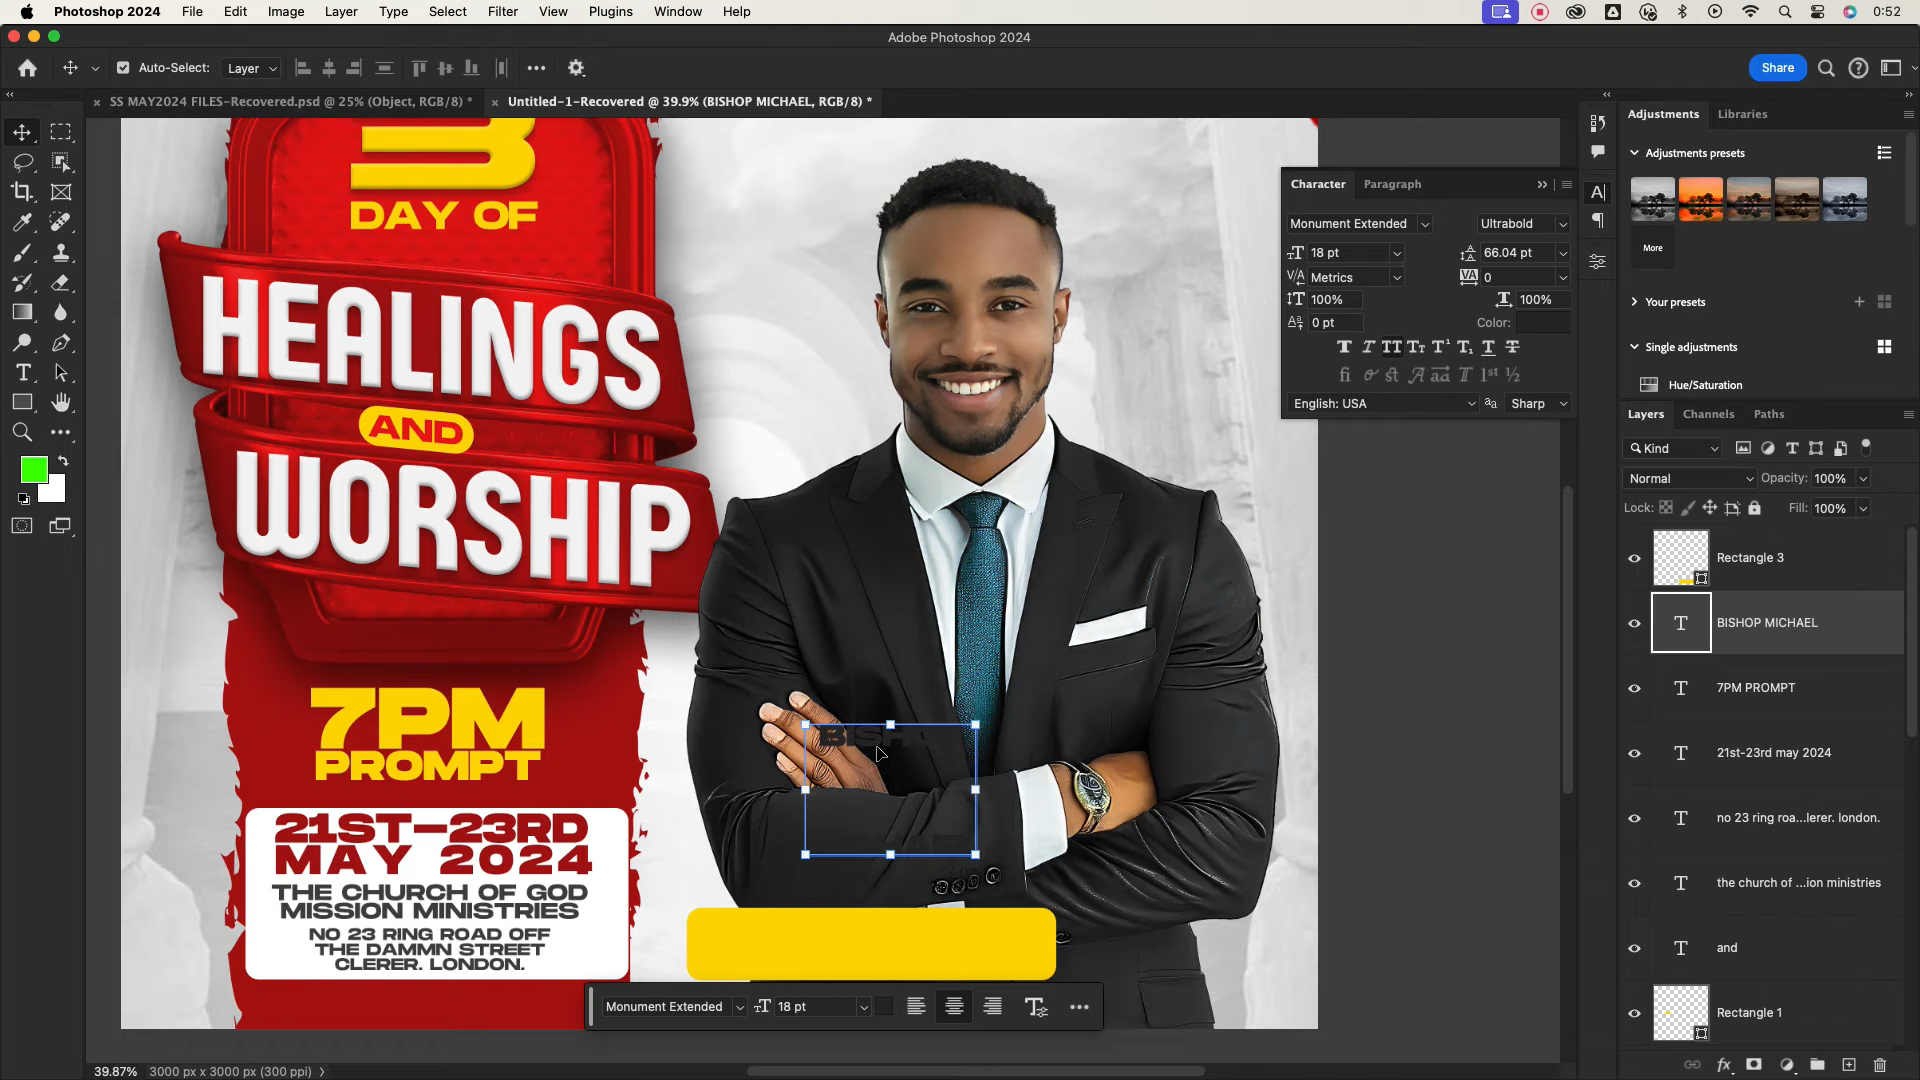 Photoshop 2024 File Edit Image Layer Type Select Filter View Plugins Window Help 0:52
Adobe Photoshop 2024
Auto-Select: Layer Share
SS MAY2024 FILES-Recovered.psd @ 25% (Object, RGB/8) * Untitled-1-Recovered @ 39.9% (BISHOP MICHAEL, RGB/8) *
3
DAY OF
HEALINGS
AND
WORSHIP
7PM
PROMPT
21ST-23RD
MAY 2024
THE CHURCH OF GOD
MISSION MINISTRIES
NO 23 RING ROAD OFF
THE DAMMN STREET
CLERER. LONDON.
Character Paragraph
Monument Extended Ultrabold
18 pt 66.04 pt
Metrics 0
100% 100%
0 pt Color:
English: USA Sharp
Monument Extended 18 pt
39.87% 3000 px x 3000 px (300 ppi)
Adjustments Libraries
Adjustments presets
More
Your presets
Single adjustments
Hue/Saturation
Layers Channels Paths
Kind
Normal Opacity: 100%
Lock: Fill: 100%
Rectangle 3
BISHOP MICHAEL
7PM PROMPT
21st-23rd may 2024
no 23 ring roa...lerer. london.
the church of ...ion ministries
and
Rectangle 1